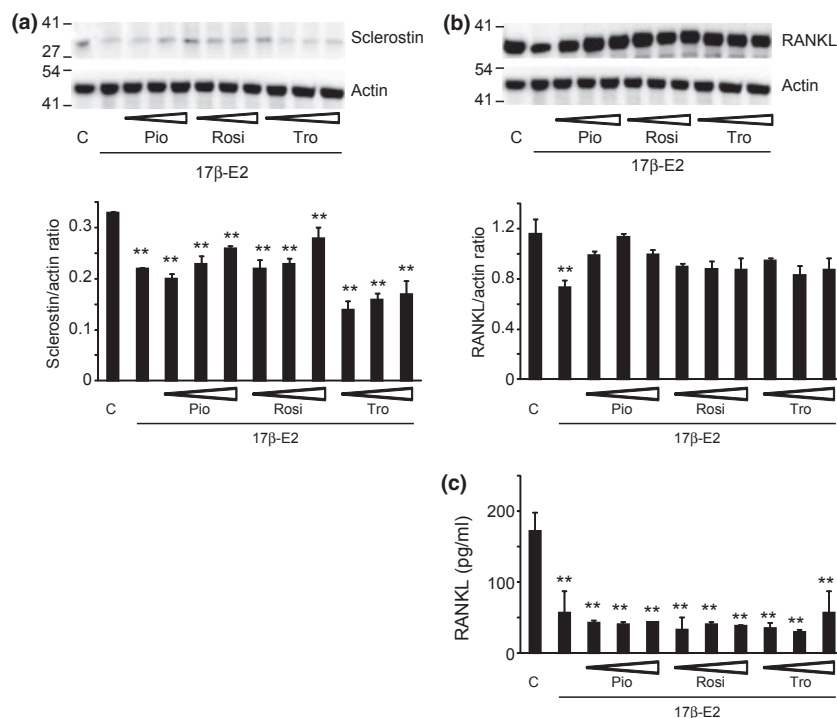 (a)
41
27
Sclerostin
54
41
Actin
C
Pio Rosi Tro
17β-E2
Sclerostin/actin ratio
0.3
0.2
0.1
0
** ** ** ** ** ** ** ** ** **
C
Pio Rosi Tro
17β-E2
(b)
41
27
RANKL
54
41
Actin
C
Pio Rosi Tro
17β-E2
RANKL/actin ratio
1.2
0.8
0.4
0
**
C
Pio Rosi Tro
17β-E2
(c)
RANKL (pg/ml)
200
100
50
0
** ** ** ** ** ** ** ** ** **
C
Pio Rosi Tro
17β-E2